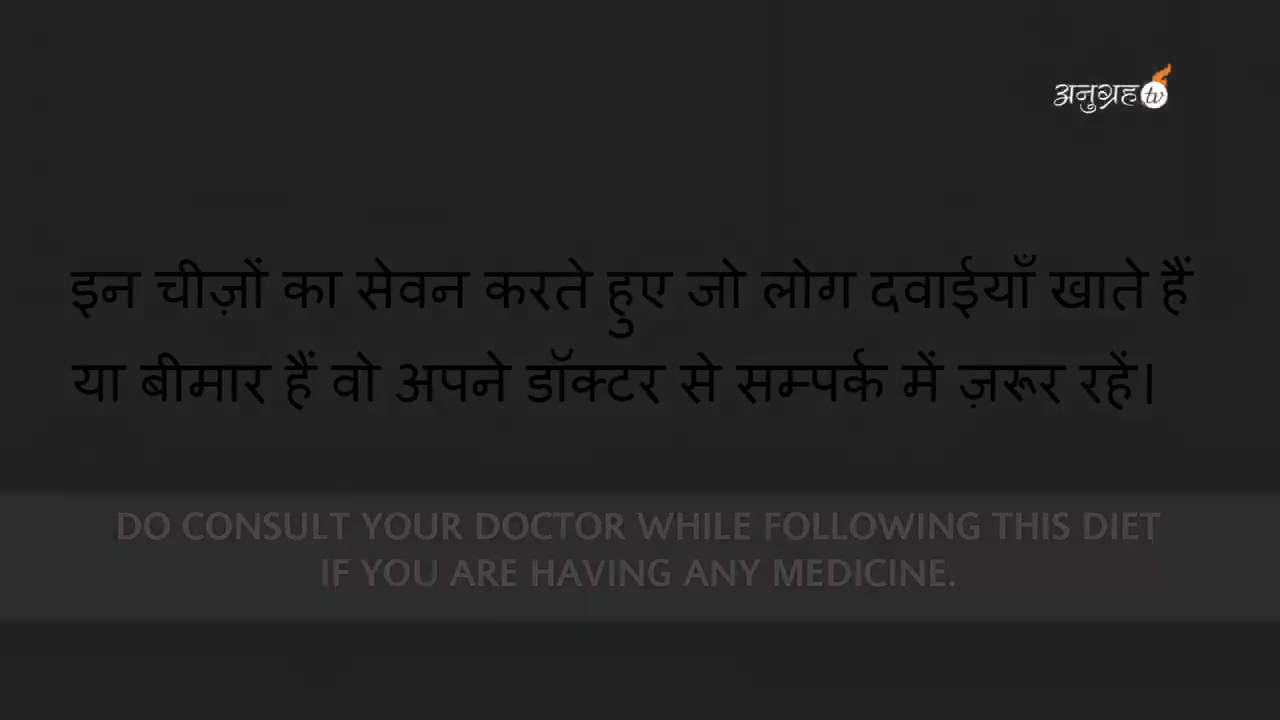 अनुग्रह tv
इन चीज़ों का सेवन करते हुए जो लोग दवाईयाँ खाते हैं
या बीमार हैं वो अपने डॉक्टर से सम्पर्क में ज़रूर रहें।
DO CONSULT YOUR DOCTOR WHILE FOLLOWING THIS DIET
IF YOU ARE HAVING ANY MEDICINE.